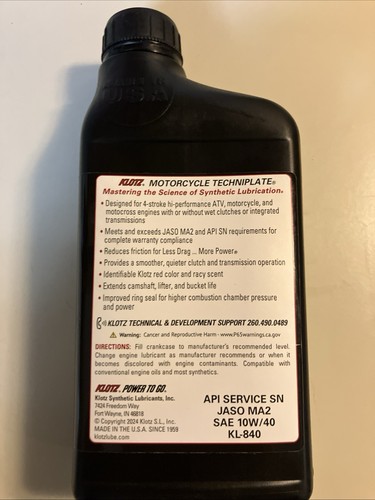 KLOTZ. MOTORCYCLE TECHNIPLATE®
Mastering the Science of Synthetic Lubrication®
• Designed for 4-stroke hi-performance ATV, motorcycle, and
motocross engines with or without wet clutches or integrated
transmissions
• Meets and exceeds JASO MA2 and API SN requirements for
complete warranty compliance
• Reduces friction for Less Drag ... More Power®
• Provides a smoother, quieter clutch and transmission operation
• Identifiable Klotz red color and racy scent
• Extends camshaft, lifter, and bucket life
• Improved ring seal for higher combustion chamber pressure
and power
KLOTZ TECHNICAL & DEVELOPMENT SUPPORT 260.490.0489
Warning: Cancer and Reproductive Harm - www.P65warnings.ca.gov
DIRECTIONS: Fill crankcase to manufacturer's recommended level.
Change engine lubricant as manufacturer recommends or when it
becomes discolored with engine contaminants. Compatible with
conventional engine oils and most synthetics.
KLOTZ. POWER TO GO.
Klotz Synthetic Lubricants, Inc.
7424 Freedom Way
Fort Wayne, IN 46818
© Copyright 2024 Klotz S.L., Inc.
MADE IN THE U.S.A. SINCE 1959
klotzlube.com
API SERVICE SN
JASO MA2
SAE 10W/40
KL-840